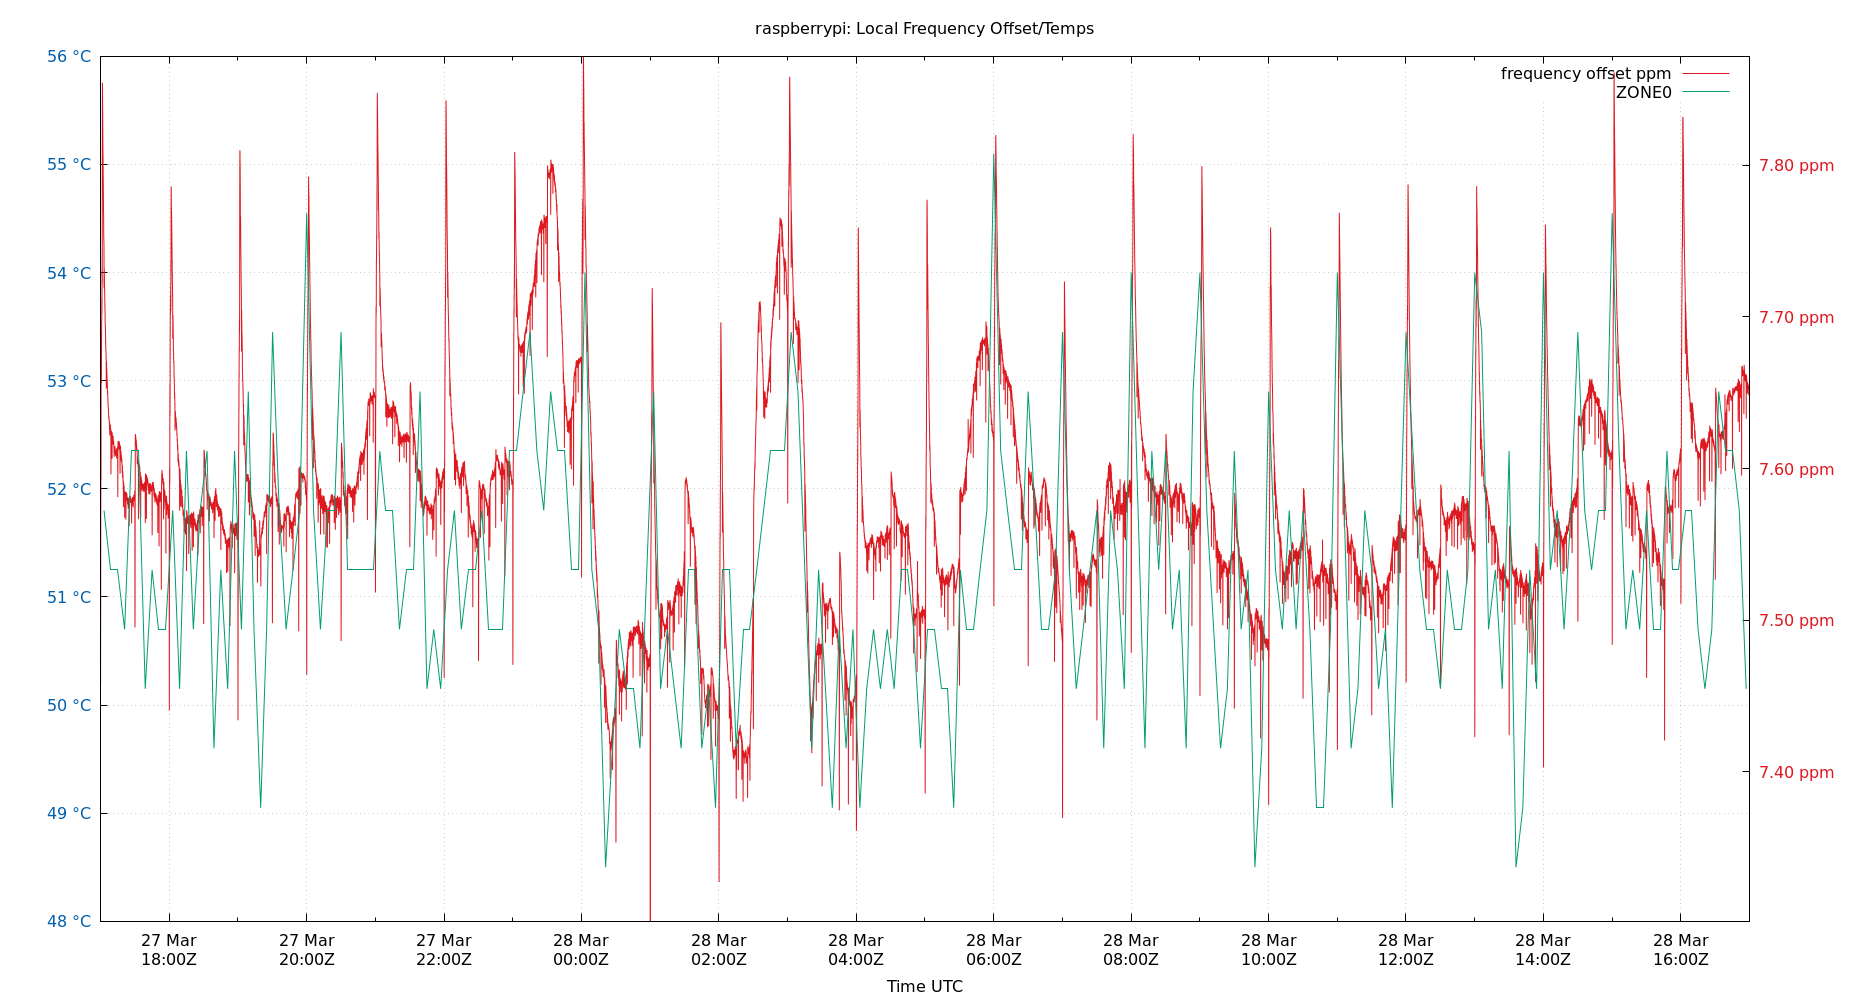 raspberrypi: Local Frequency Offset/Temps
56 °C
55 °C
54 °C
53 °C
52 °C
51 °C
50 °C
49 °C
48 °C
frequency offset ppm
ZONE0
7.80 ppm
7.70 ppm
7.60 ppm
7.50 ppm
7.40 ppm
27 Mar
18:00Z
27 Mar
20:00Z
27 Mar
22:00Z
28 Mar
00:00Z
28 Mar
02:00Z
28 Mar
04:00Z
28 Mar
06:00Z
28 Mar
08:00Z
28 Mar
10:00Z
28 Mar
12:00Z
28 Mar
14:00Z
28 Mar
16:00Z
Time UTC